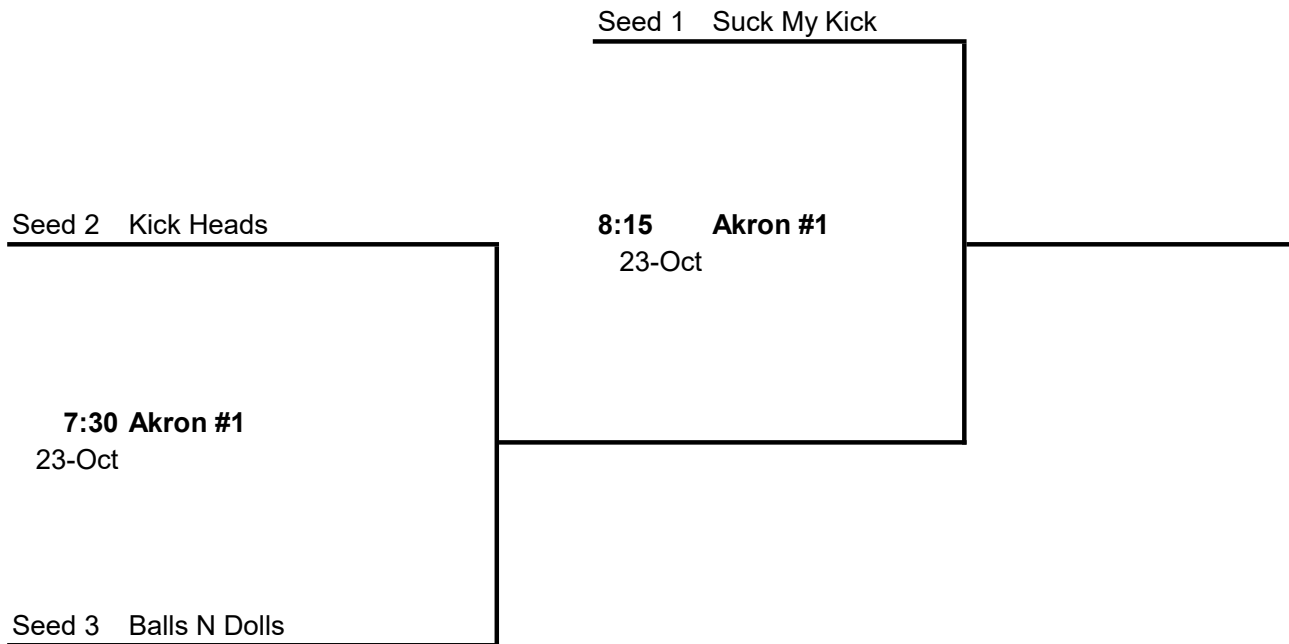 Seed 1 Suck My Kick
Seed 2 Kick Heads
8:15 Akron #1
23-Oct
7:30 Akron #1
23-Oct
Seed 3 Balls N Dolls